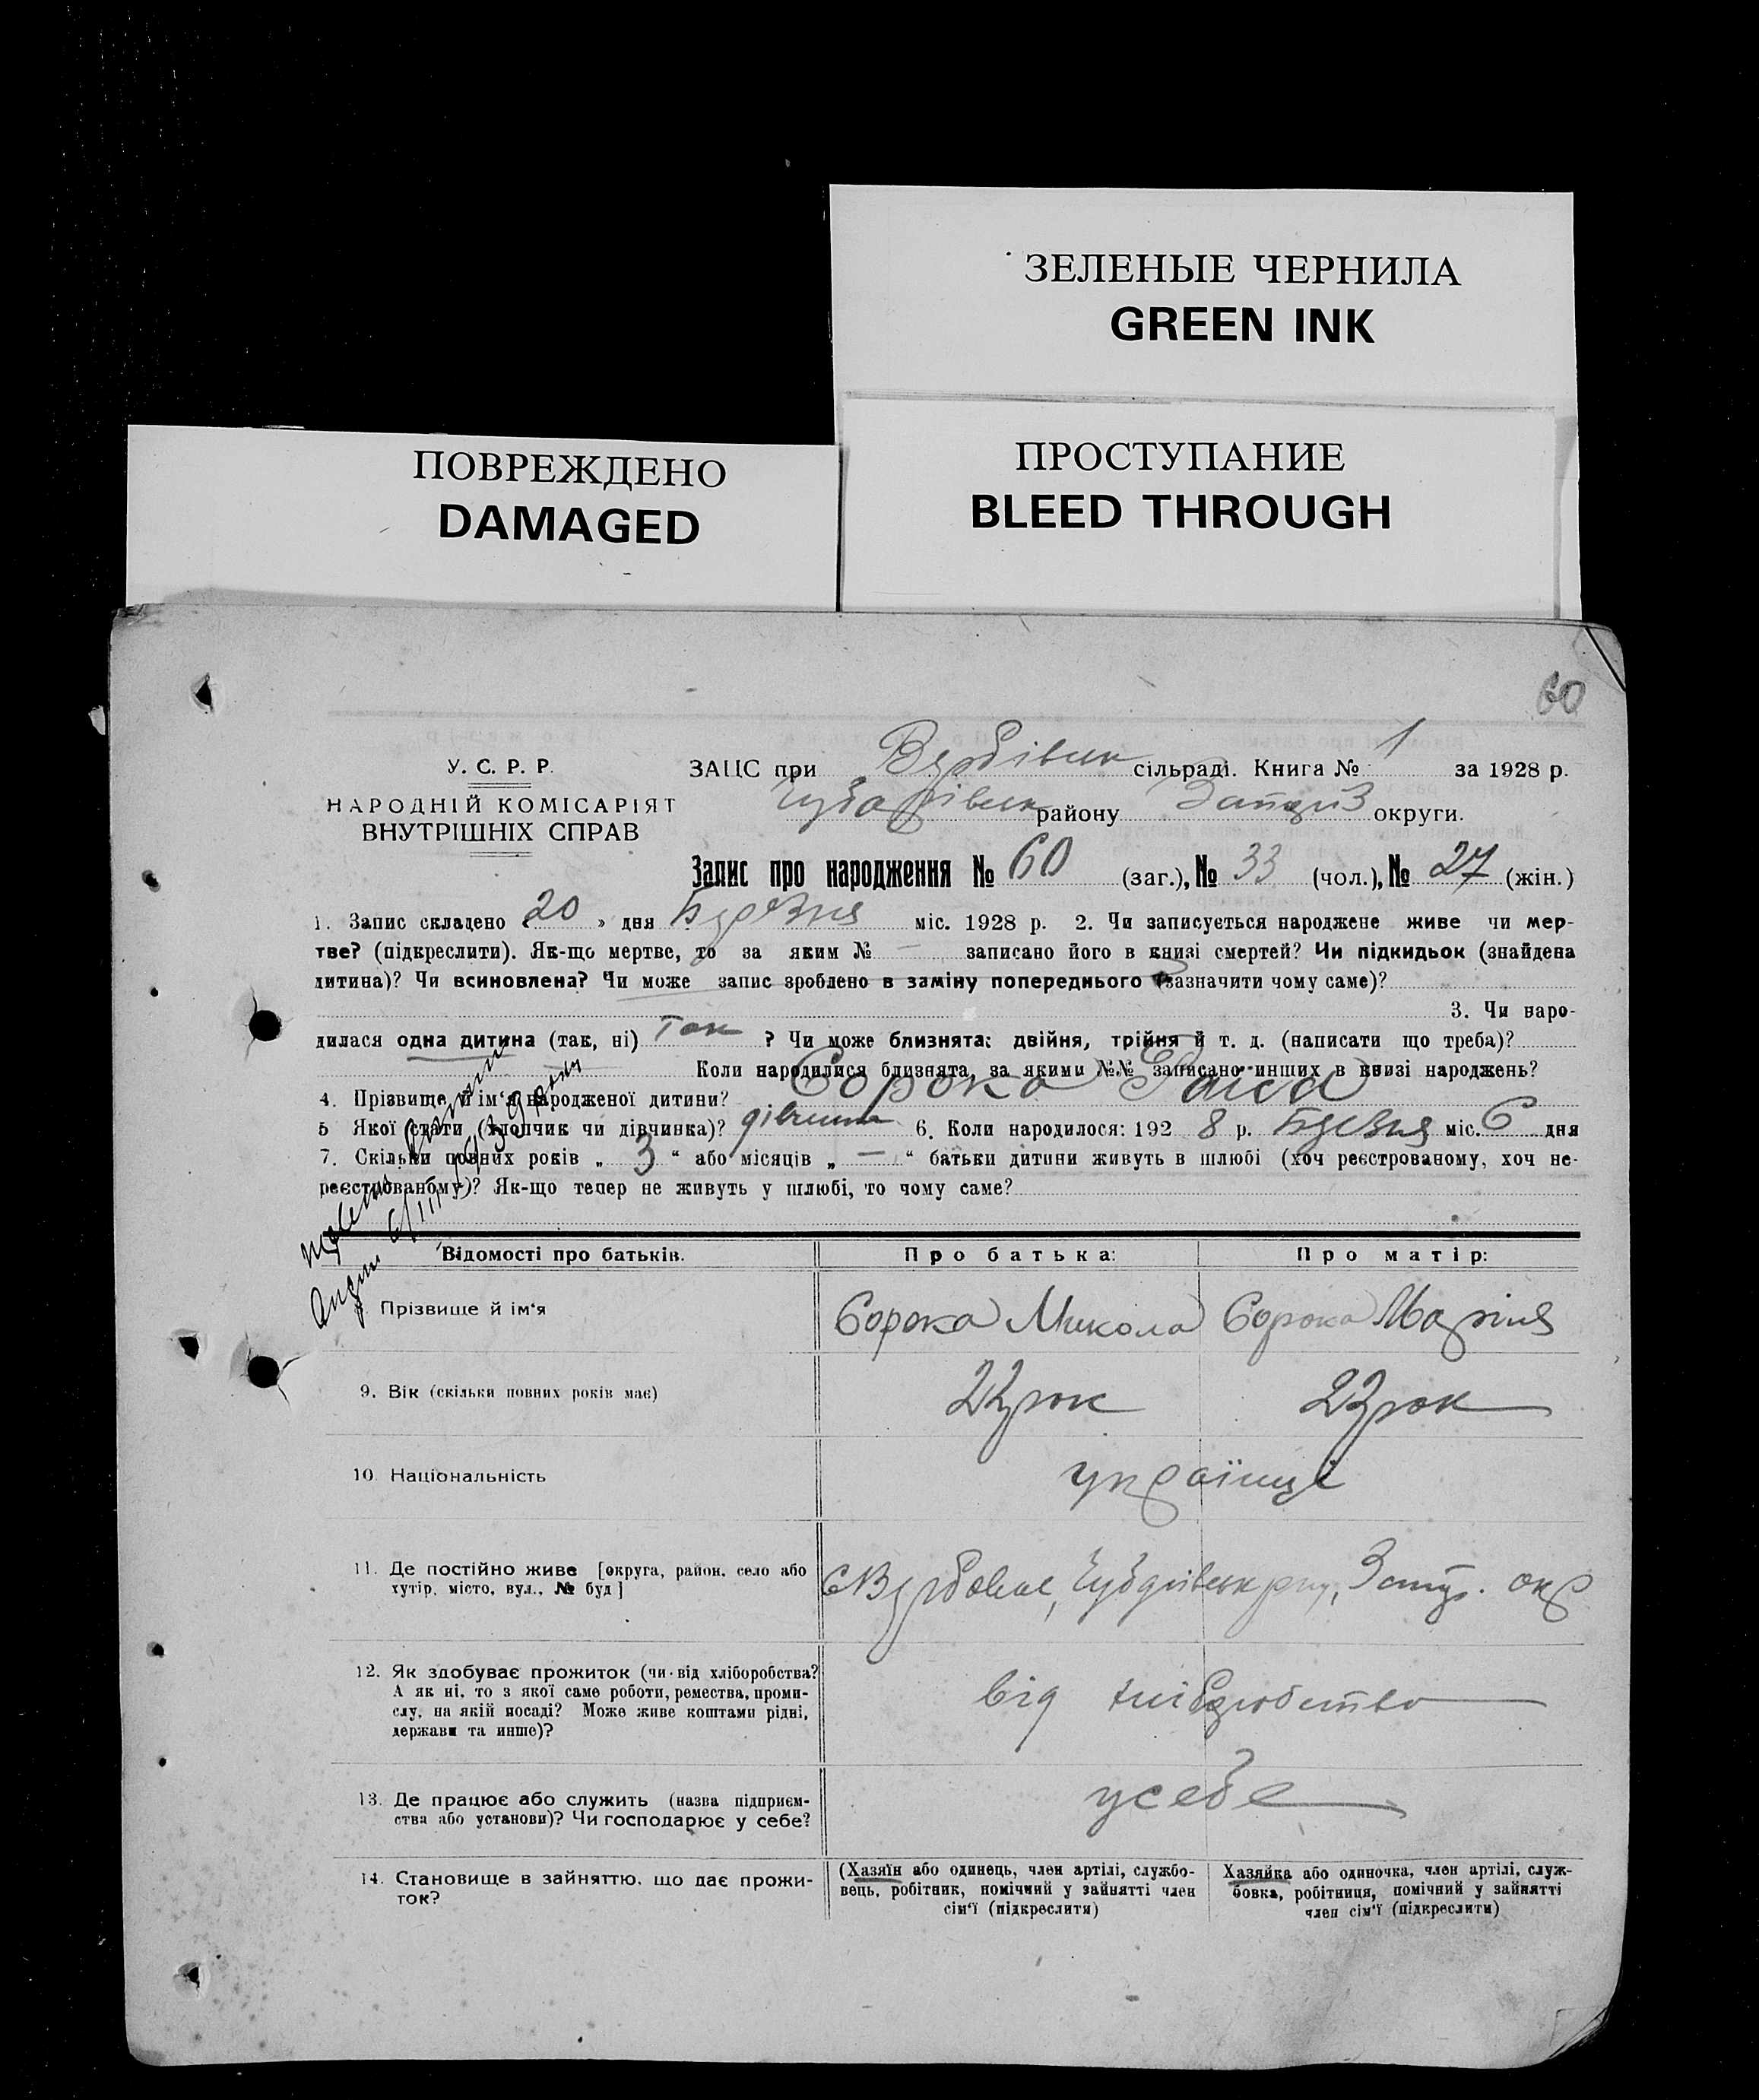 ЗЕЛЕНЫЕ ЧЕРНИЛА
GREEN INK
ПОВРЕЖДЕНО
DAMAGED
ПРОСТУПАНИЕ
BLEED THROUGH
60
У. С. Р. Р.
НАРОДНІЙ КОМІСАРІЯТ
ВНУТРІШНІХ СПРАВ
ЗАЦС при Вербівськ сільраді. Книга № 1 за 1928 р.
Чубарівськ району Запоріз округи.
Запис про народження № 60 (заг.), № 33 (чол.), № 27 (жін.)
1. Запис складено „ 20 " дня Березня міс. 1928 р. 2. Чи записується народжене живе чи мер-
тве? (підкреслити). Як-що мертве, то за яким № — записано його в книзі смертей? Чи підкидьок (знайдена
дитина)? Чи всиновлена? Чи може запис зроблено в заміну попереднього (зазначити чому саме)?
3. Чи наро-
дилася одна дитина (так, ні) так ? Чи може близнята: двійня, трійня й т. д. (написати що треба)?
Коли народилися близнята, за якими №№ записано инших в книзі народжень?
4. Прізвище й ім'я народженої дитини? Сорока Раїса
5 Якої стати (хлопчик чи дівчинка)? дівчина 6. Коли народилося: 192 8 р. Березня міс. 6 дня
7. Скільки повних років „ 3 " або місяців „ — " батьки дитини живуть в шлюбі (хоч реєстрованому, хоч не-
реєстрованому)? Як-що тепер не живуть у шлюбі, то чому саме?
Відомості про батьків. Про батька: Про матір:
Прізвище й ім'я Сорока Микола Сорока Марія
9. Вік (скільки повних років має) 22 рок 23 рок
10. Національність українці
11. Де постійно живе [округа, район, село або
хутір, місто, вул., № буд]
12. Як здобуває прожиток (чи від хліборобства?
А як ні, то з якої саме роботи, ремества, проми-
слу, на якій посаді? Може живе коштами рідні,
держави та инше)?
від хліборобства
13. Де працює або служить (назва підприєм-
ства або установи)? Чи господарює у себе?
у себе
14. Становище в зайняттю, що дає прожи-
ток?
(Хазяїн або одинець, член артілі, службо-
вець, робітник, помічний у зайнятті член
сім'ї (підкреслити)
Хазяйка або одиночка, член артілі, служ-
бовка, робітниця, помічний у зайнятті
член сім'ї (підкреслити)